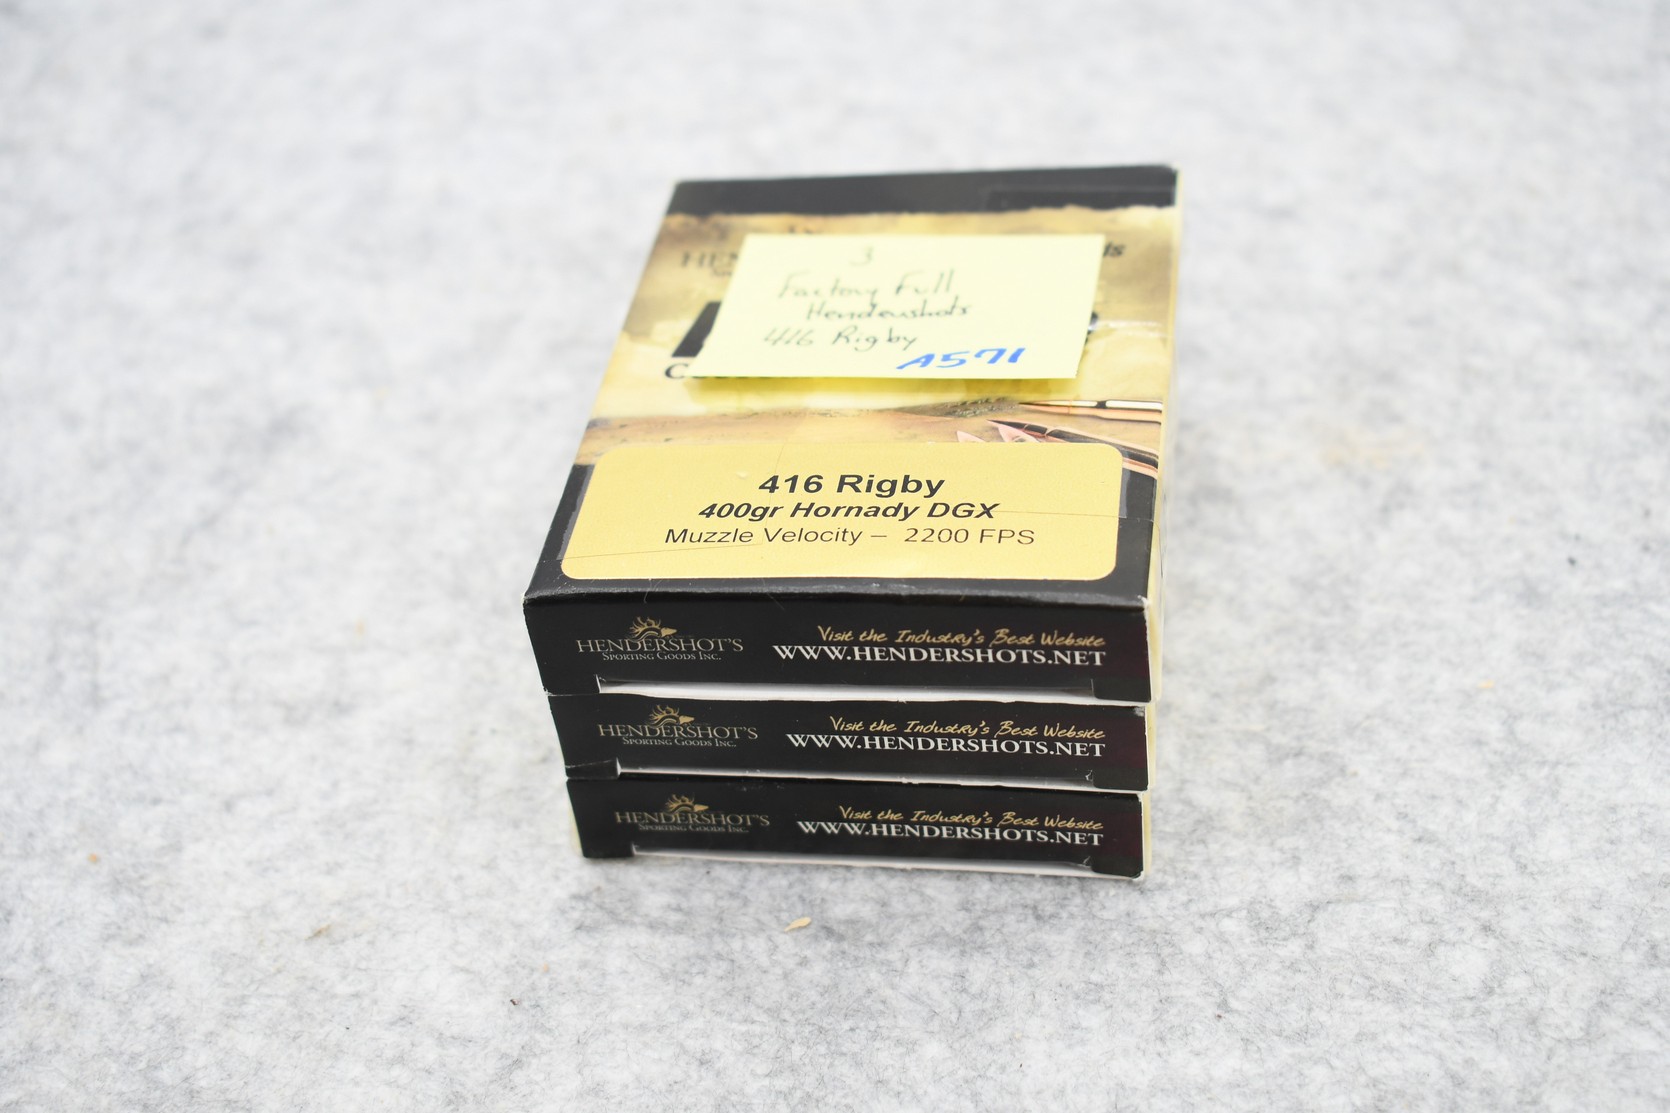 3
Factory Full
Hendershots
416 Rigby
A571
416 Rigby
400gr Hornady DGX
Muzzle Velocity – 2200 FPS
HENDERSHOT'S
SPORTING GOODS INC.
Visit the Industry's Best Website
WWW.HENDERSHOTS.NET
HENDERSHOT'S
SPORTING GOODS INC.
Visit the Industry's Best Website
WWW.HENDERSHOTS.NET
HENDERSHOT'S
SPORTING GOODS INC.
Visit the Industry's Best Website
WWW.HENDERSHOTS.NET